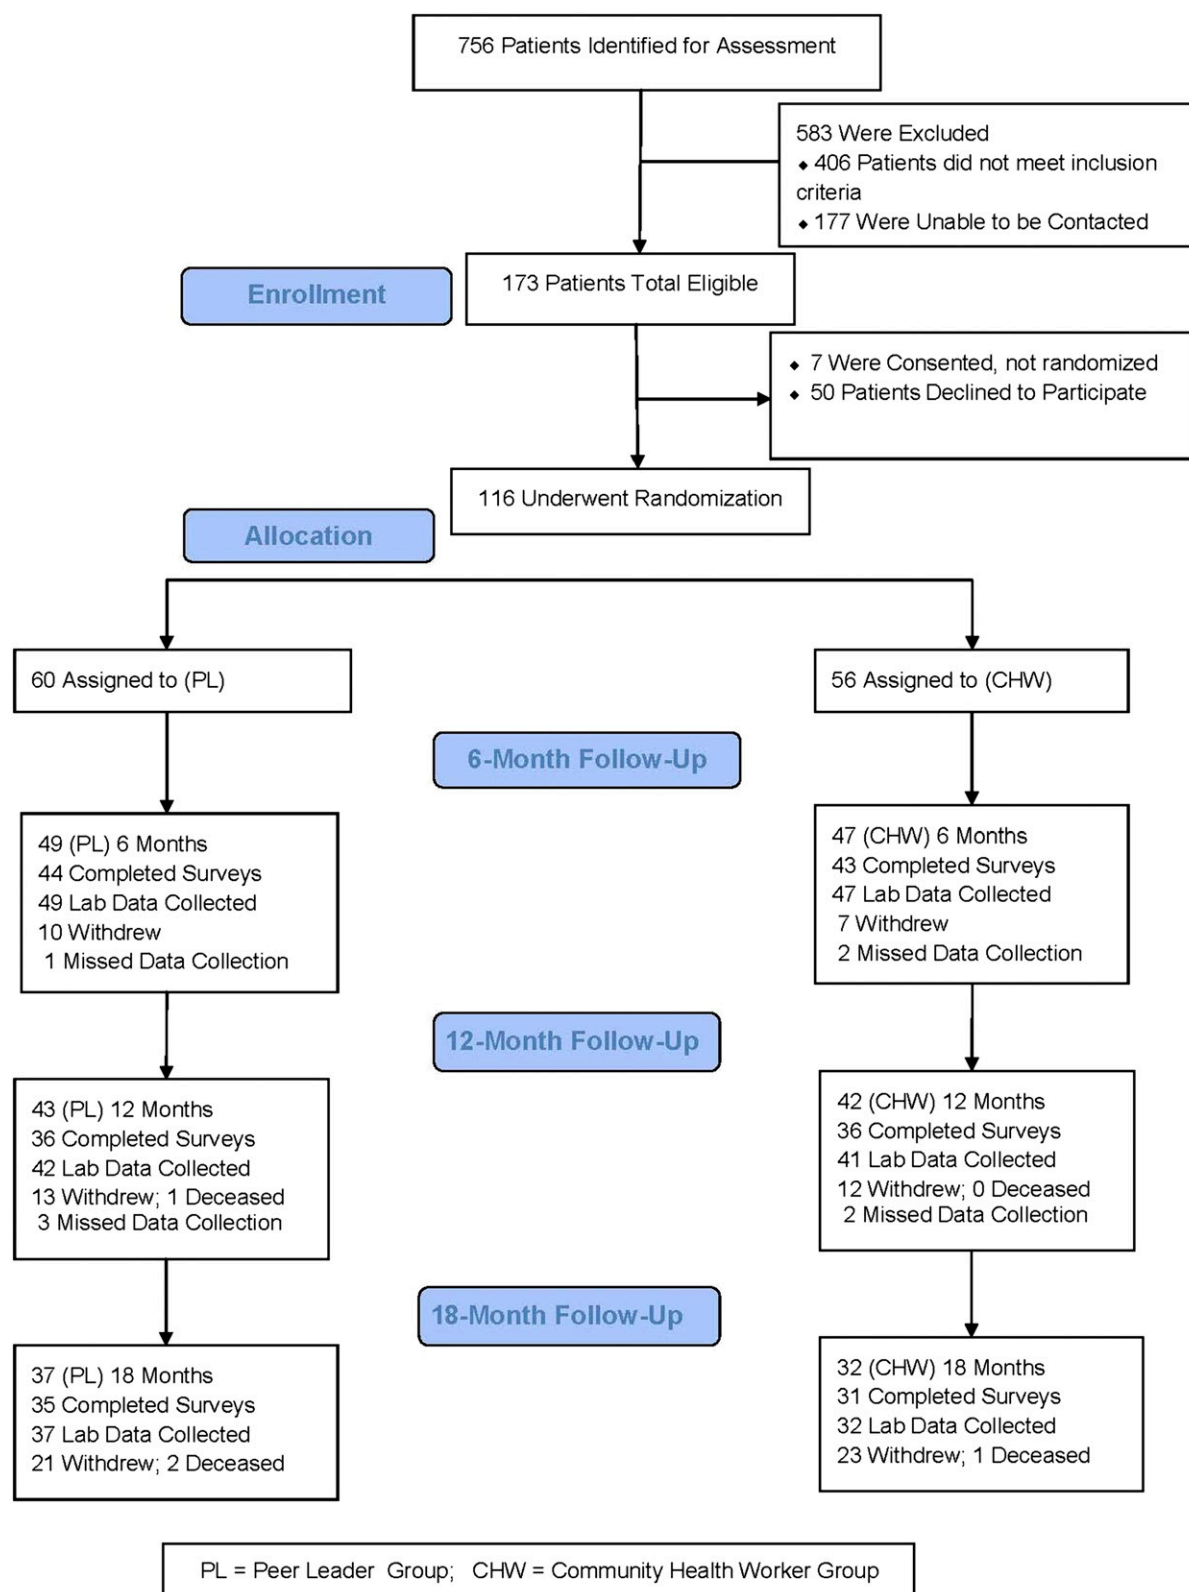 756 Patients Identified for Assessment
583 Were Excluded
♦ 406 Patients did not meet inclusion
criteria
♦ 177 Were Unable to be Contacted
Enrollment
173 Patients Total Eligible
♦ 7 Were Consented, not randomized
♦ 50 Patients Declined to Participate
116 Underwent Randomization
Allocation
60 Assigned to (PL)
56 Assigned to (CHW)
6-Month Follow-Up
49 (PL) 6 Months
44 Completed Surveys
49 Lab Data Collected
10 Withdrew
1 Missed Data Collection
47 (CHW) 6 Months
43 Completed Surveys
47 Lab Data Collected
7 Withdrew
2 Missed Data Collection
12-Month Follow-Up
43 (PL) 12 Months
36 Completed Surveys
42 Lab Data Collected
13 Withdrew; 1 Deceased
3 Missed Data Collection
42 (CHW) 12 Months
36 Completed Surveys
41 Lab Data Collected
12 Withdrew; 0 Deceased
2 Missed Data Collection
18-Month Follow-Up
37 (PL) 18 Months
35 Completed Surveys
37 Lab Data Collected
21 Withdrew; 2 Deceased
32 (CHW) 18 Months
31 Completed Surveys
32 Lab Data Collected
23 Withdrew; 1 Deceased
PL = Peer Leader Group; CHW = Community Health Worker Group